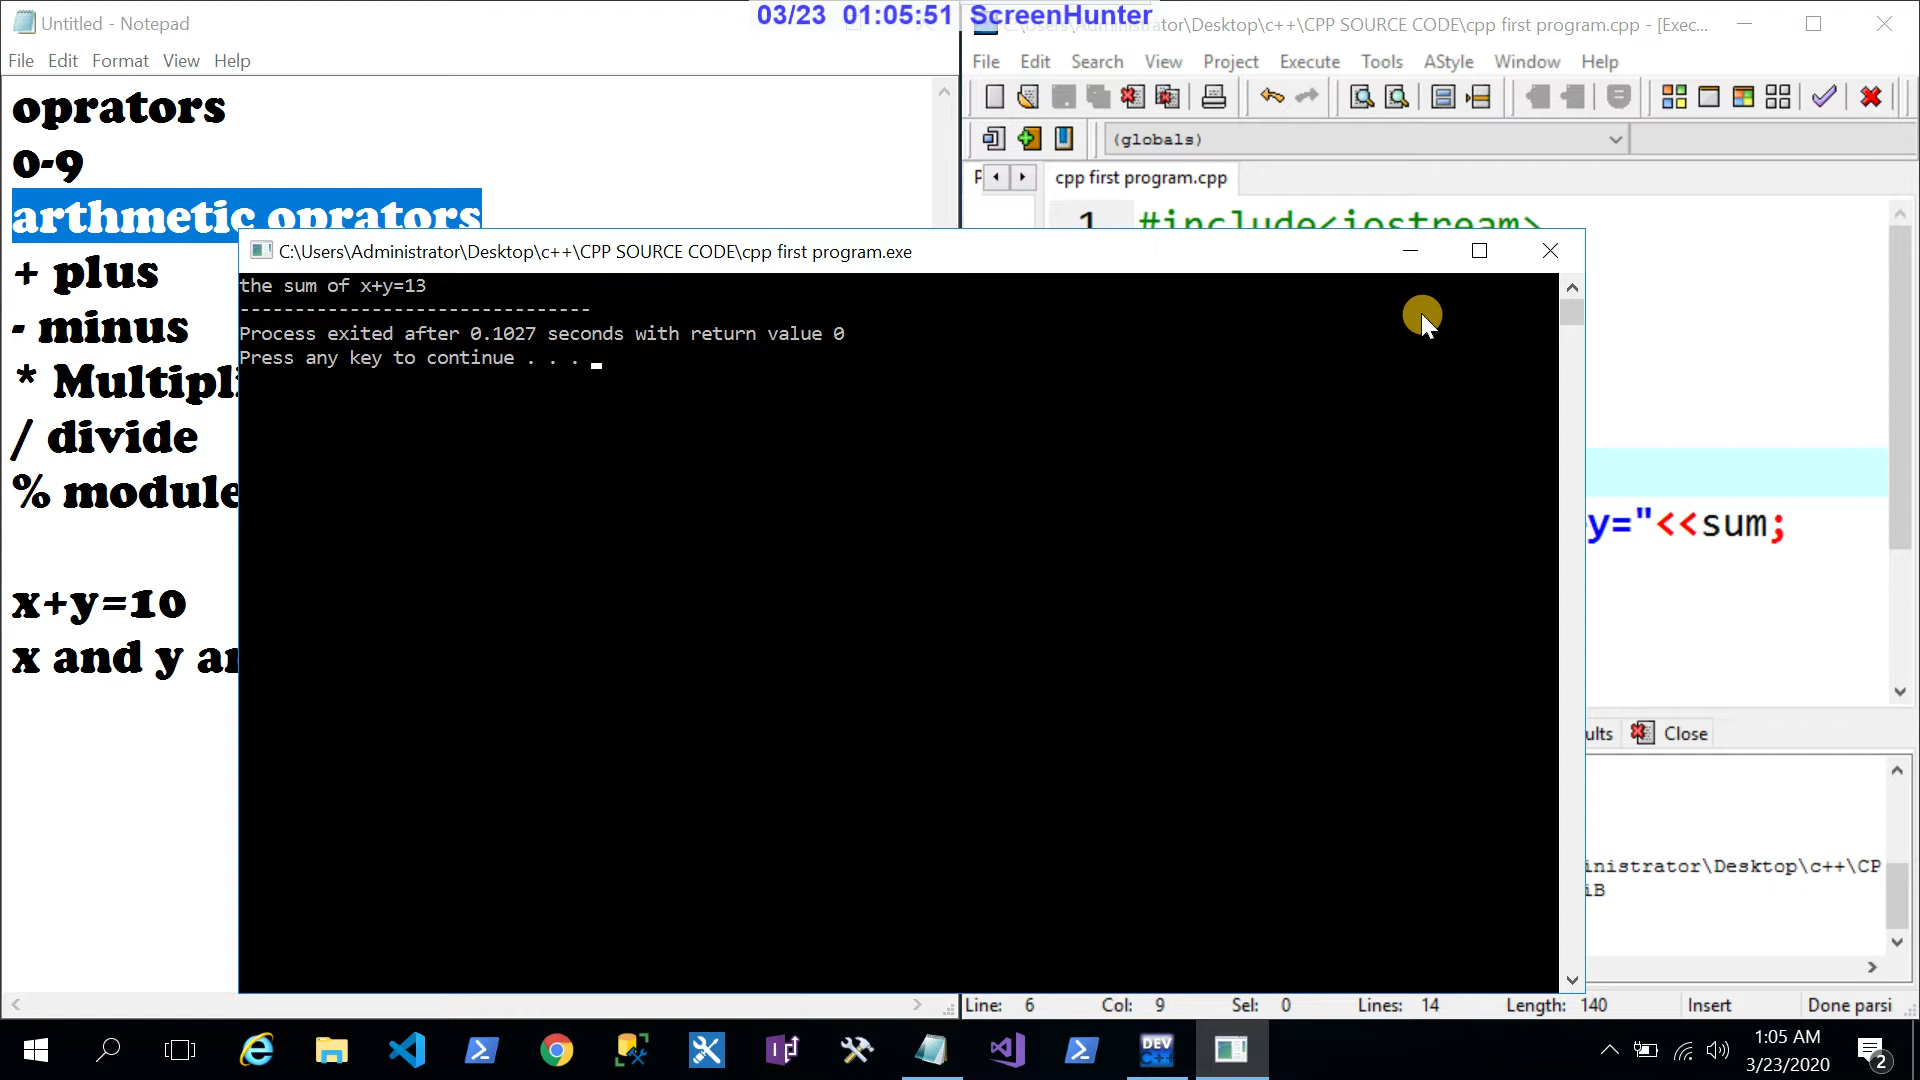 03/23 01:05:51 ScreenHunter
Untitled - Notepad
File Edit Format View Help
oprators
0-9
arthmetic oprators
+ plus
- minus
* Multipl
/ divide
% module
x+y=10
x and y ar
\Desktop\c++\CPP SOURCE CODE\cpp first program.cpp - [Exec...
File Edit Search View Project Execute Tools AStyle Window Help
(globals)
cpp first program.cpp
1 #include<iostream>
C:\Users\Administrator\Desktop\c++\CPP SOURCE CODE\cpp first program.exe
the sum of x+y=13
--------------------------------
Process exited after 0.1027 seconds with return value 0
Press any key to continue . . .
y="<<sum;
ults Close
inistrator\Desktop\c++\CP
iB
Line: 6 Col: 9 Sel: 0 Lines: 14 Length: 140 Insert Done parsi
DEV C++
1:05 AM
3/23/2020
2